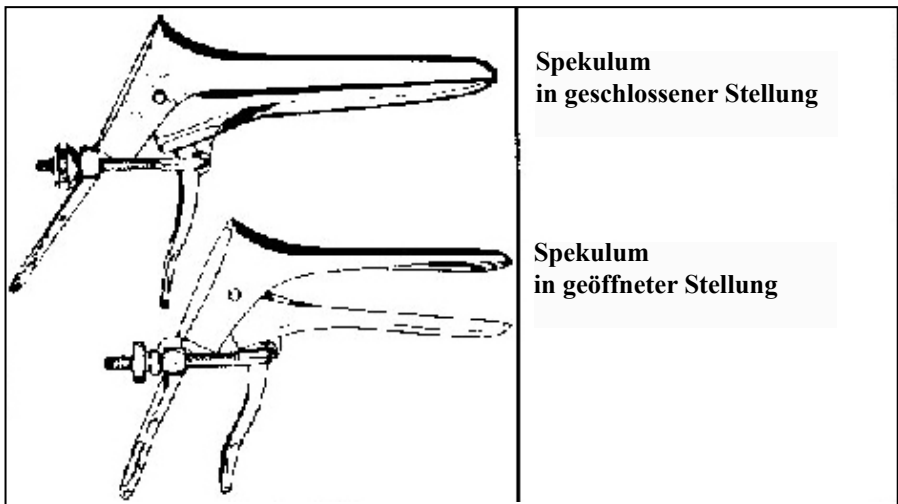 Spekulum
in geschlossener Stellung
Spekulum
in geöffneter Stellung